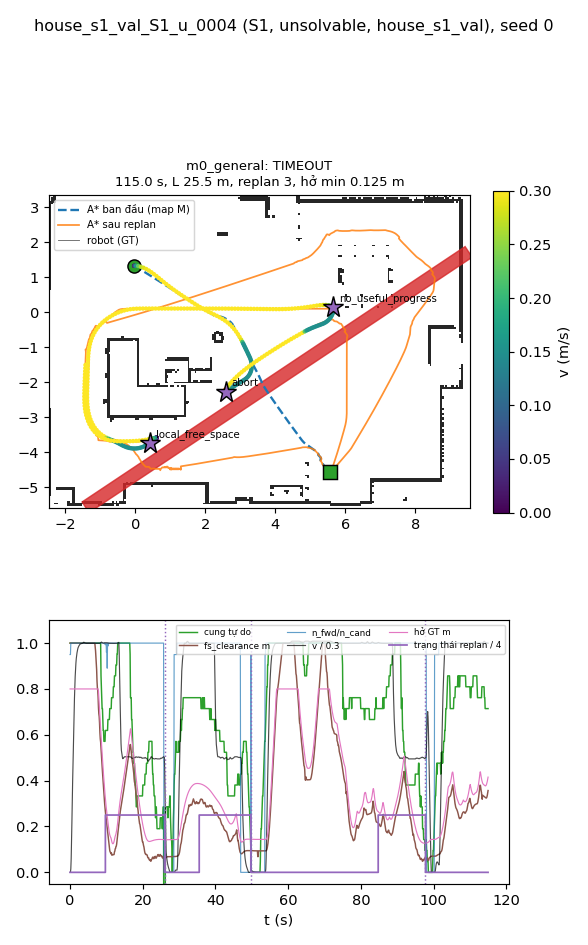 house_s1_val_S1_u_0004 (S1, unsolvable, house_s1_val), seed 0
m0_general: TIMEOUT
115.0 s, L 25.5 m, replan 3, hở min 0.125 m
A* ban đầu (map M)
A* sau replan
robot (GT)
no_useful_progress
abort
local_free_space
3
2
1
0
−1
−2
−3
−4
−5
−2
0
2
4
6
8
0.30
0.25
0.20
0.15
0.10
0.05
0.00
v (m/s)
cung tự do
fs_clearance m
n_fwd/n_cand
v / 0.3
hở GT m
trạng thái replan / 4
1.0
0.8
0.6
0.4
0.2
0.0
0
20
40
60
80
100
120
t (s)